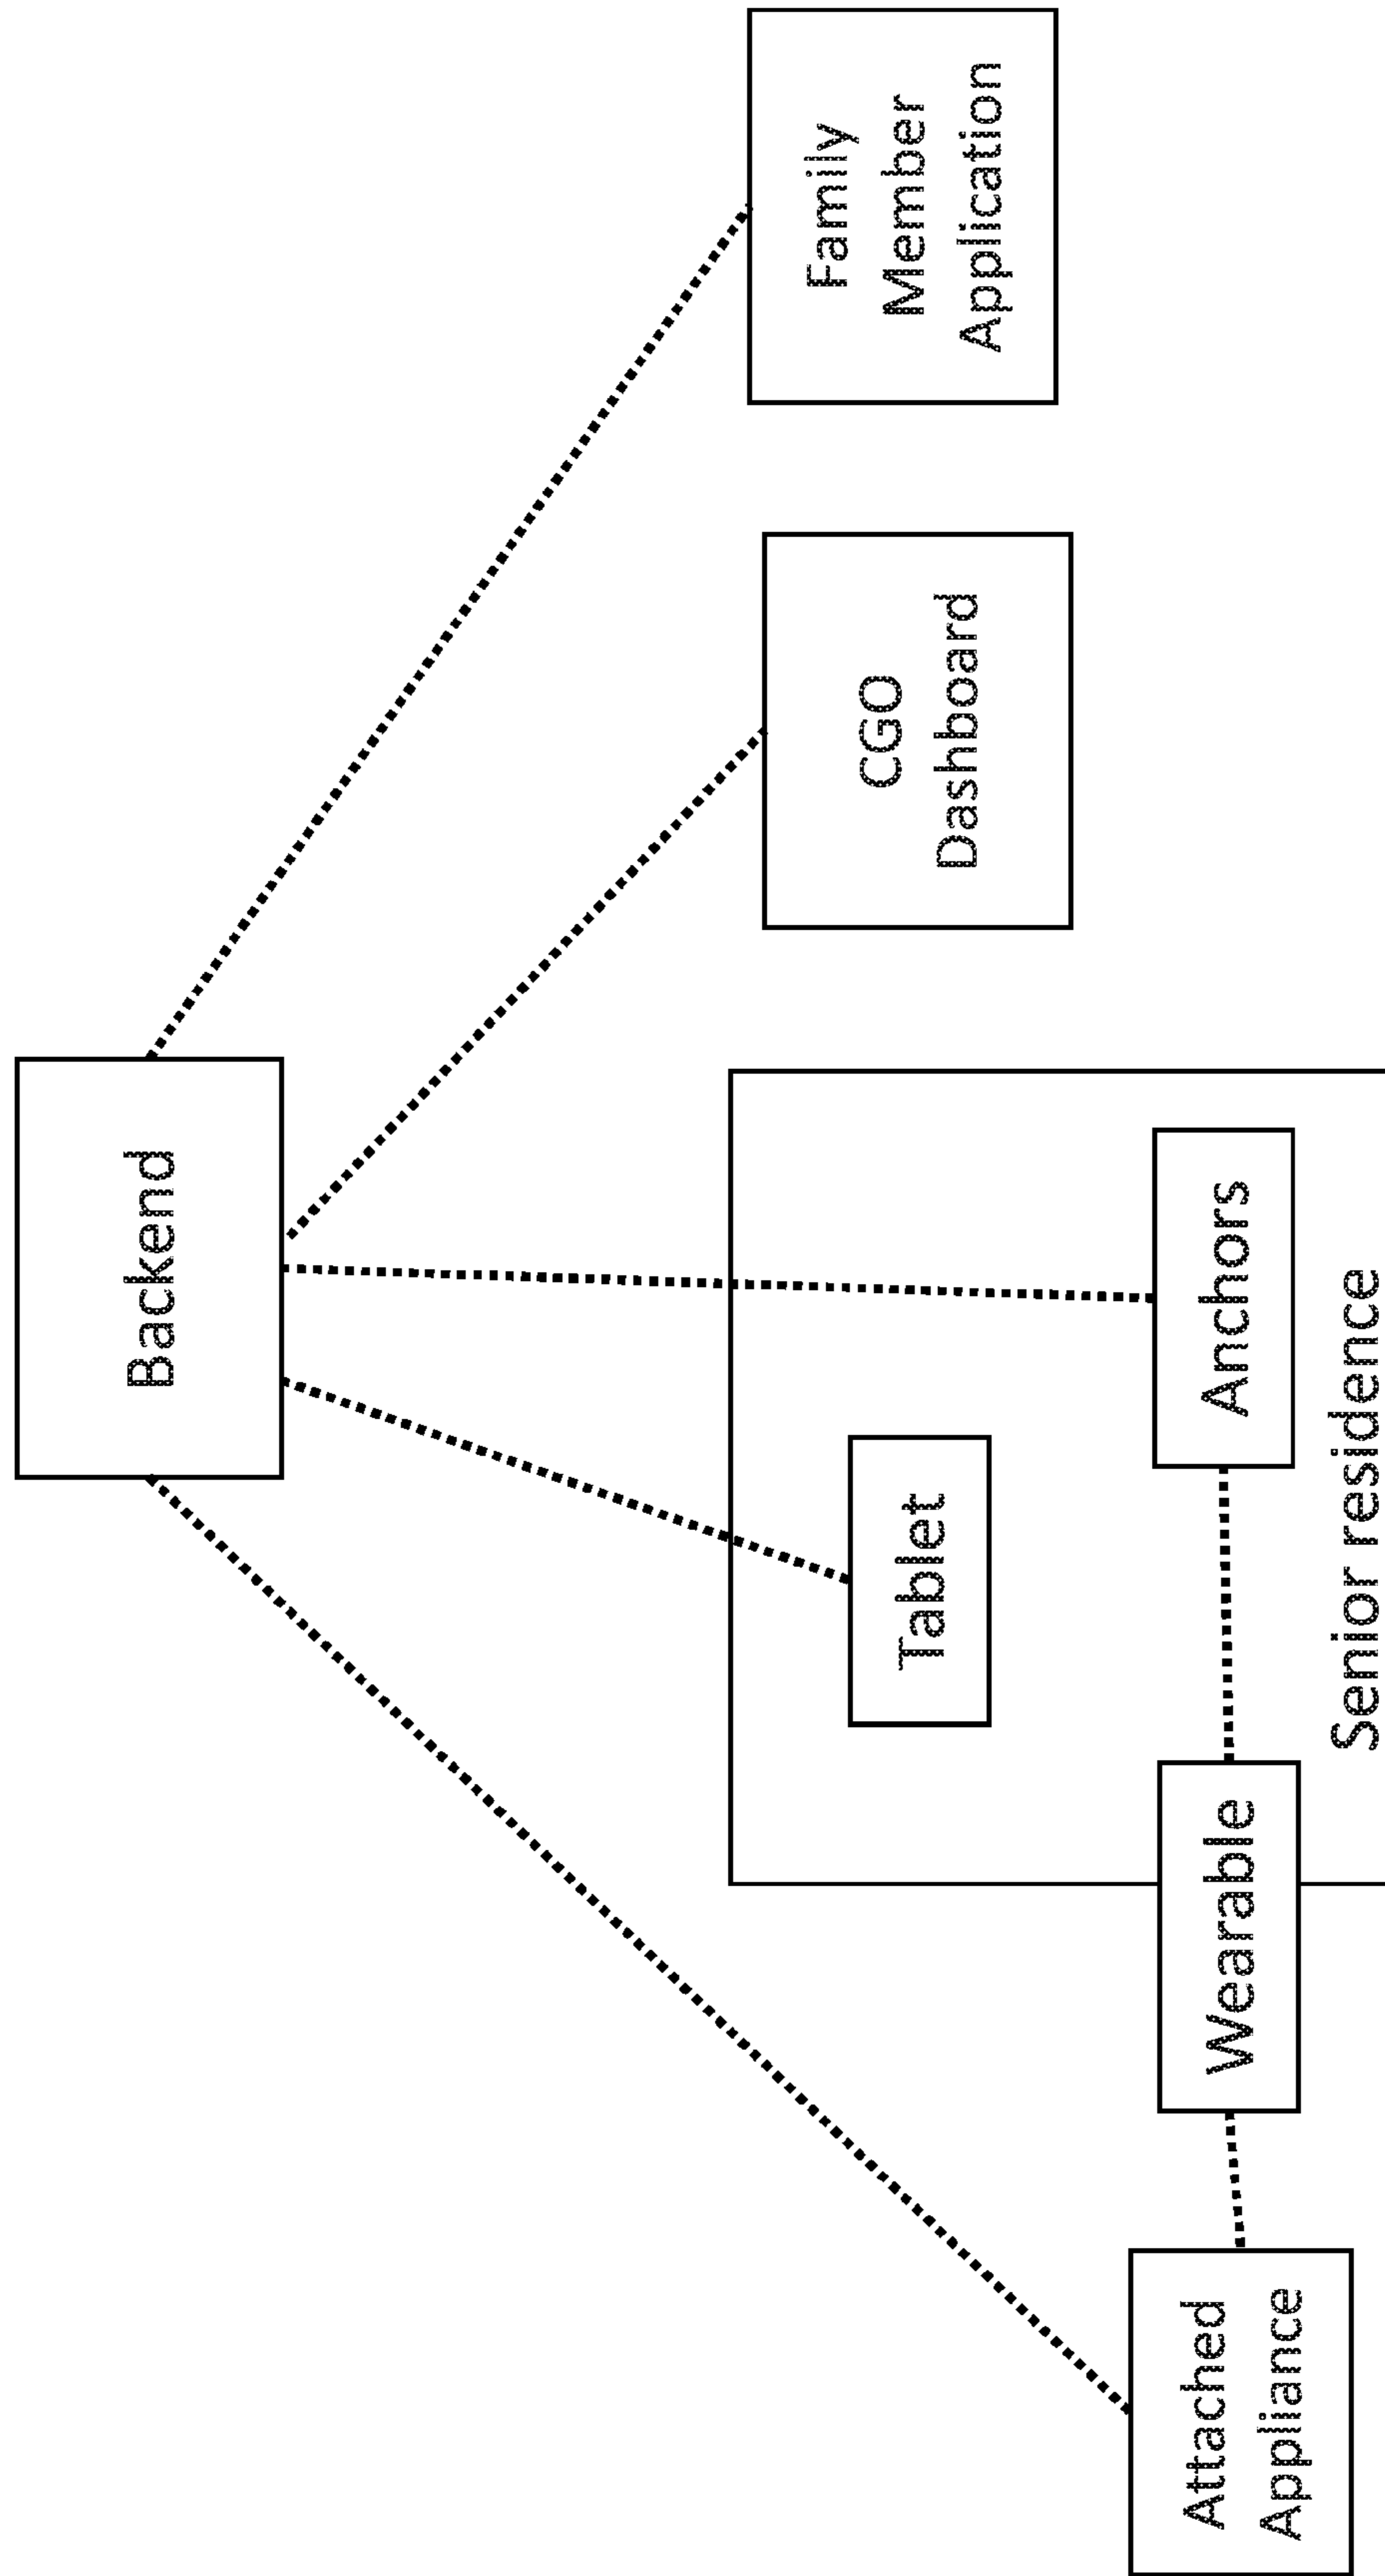 Backend
Family
Member
Application
CGO
Dashboard
Tablet
Anchors
Wearable
Attached
Appliance
Senior residence